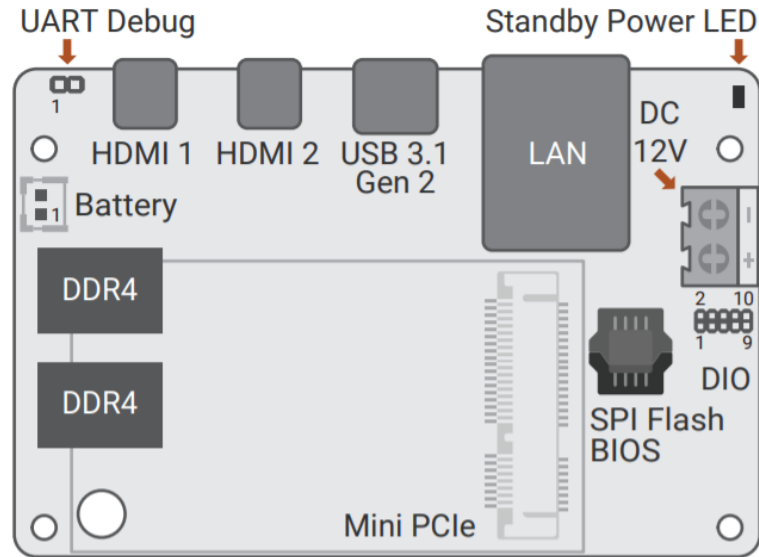 UART Debug
Standby Power LED
1
HDMI 1
HDMI 2
USB 3.1
Gen 2
LAN
DC
12V
1
Battery
−
+
DDR4
2 10
1 9
DIO
DDR4
SPI Flash
BIOS
Mini PCIe